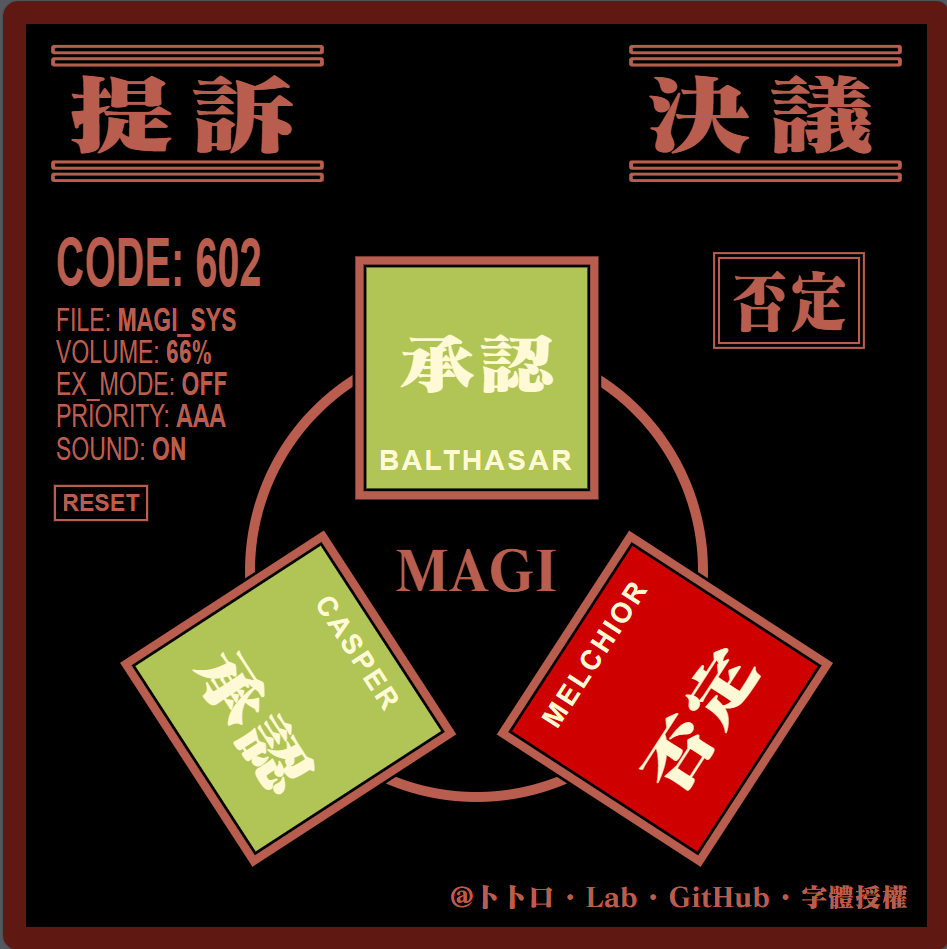 提訴
決議
CODE: 602
FILE: MAGI_SYS
VOLUME: 66%
EX_MODE: OFF
PRIORITY: AAA
SOUND: ON
RESET
否定
承認
BALTHASAR
MAGI
CASPER
承認
MELCHIOR
否定
@トトロ · Lab · GitHub · 字體授權